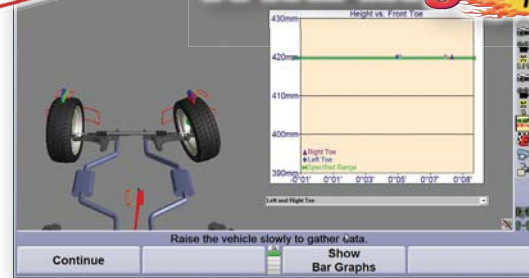 Height vs. Front Toe
430mm
420mm
410mm
400mm
390mm
Right Toe
Left Toe
Specified Range
-0°01' 0°01' 0°03' 0°05' 0°07' 0°08'
Left and Right Toe
Raise the vehicle slowly to gather data.
Continue
Show
Bar Graphs